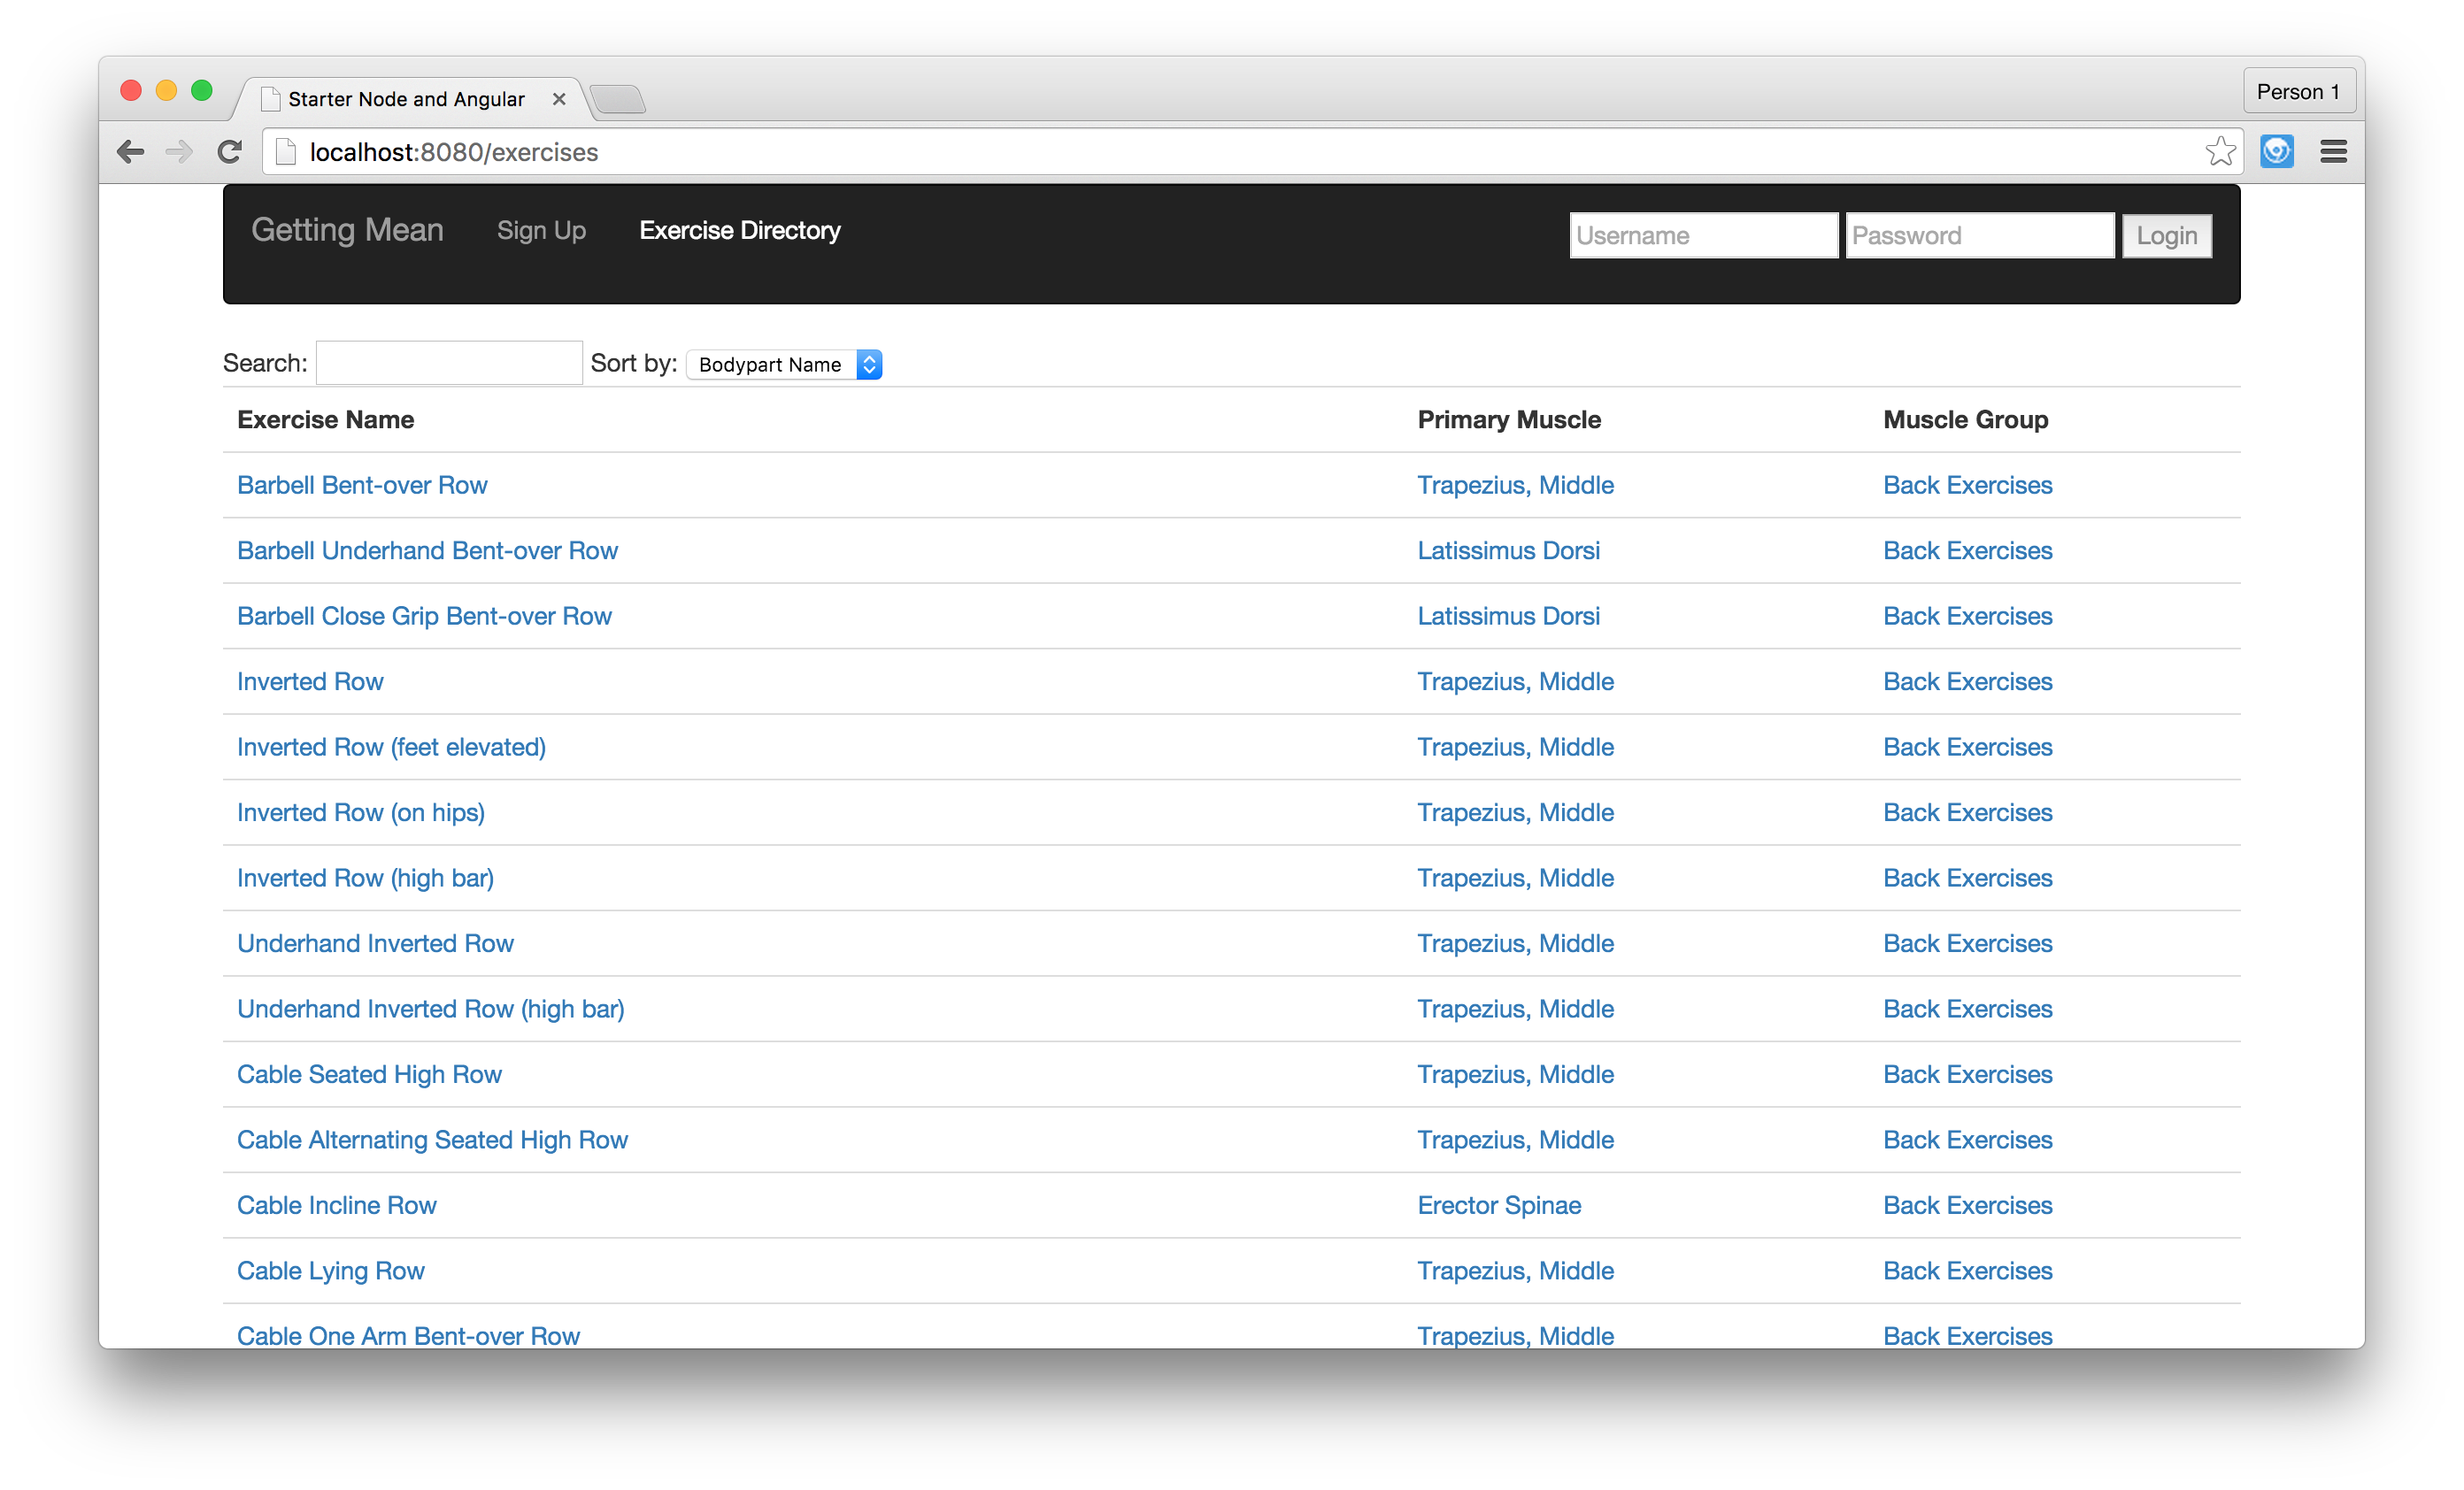 Starter Node and Angular
Person 1
localhost:8080/exercises
Getting Mean Sign Up Exercise Directory Username Password Login
Search: Sort by: Bodypart Name
Exercise Name Primary Muscle Muscle Group
Barbell Bent-over Row Trapezius, Middle Back Exercises
Barbell Underhand Bent-over Row Latissimus Dorsi Back Exercises
Barbell Close Grip Bent-over Row Latissimus Dorsi Back Exercises
Inverted Row Trapezius, Middle Back Exercises
Inverted Row (feet elevated) Trapezius, Middle Back Exercises
Inverted Row (on hips) Trapezius, Middle Back Exercises
Inverted Row (high bar) Trapezius, Middle Back Exercises
Underhand Inverted Row Trapezius, Middle Back Exercises
Underhand Inverted Row (high bar) Trapezius, Middle Back Exercises
Cable Seated High Row Trapezius, Middle Back Exercises
Cable Alternating Seated High Row Trapezius, Middle Back Exercises
Cable Incline Row Erector Spinae Back Exercises
Cable Lying Row Trapezius, Middle Back Exercises
Cable One Arm Bent-over Row Trapezius, Middle Back Exercises